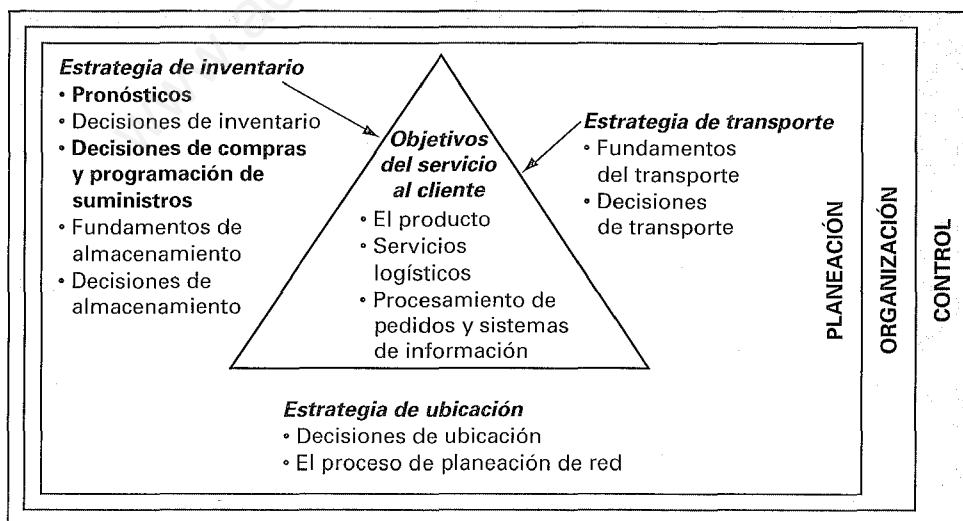 Estrategia de inventario
• Pronósticos
• Decisiones de inventario
• Decisiones de compras
y programación de
suministros
• Fundamentos de
almacenamiento
• Decisiones de
almacenamiento
Objetivos
del servicio
al cliente
• El producto
• Servicios
logísticos
• Procesamiento de
pedidos y sistemas
de información
Estrategia de transporte
• Fundamentos
del transporte
• Decisiones
de transporte
Estrategia de ubicación
• Decisiones de ubicación
• El proceso de planeación de red
PLANEACIÓN
ORGANIZACIÓN
CONTROL